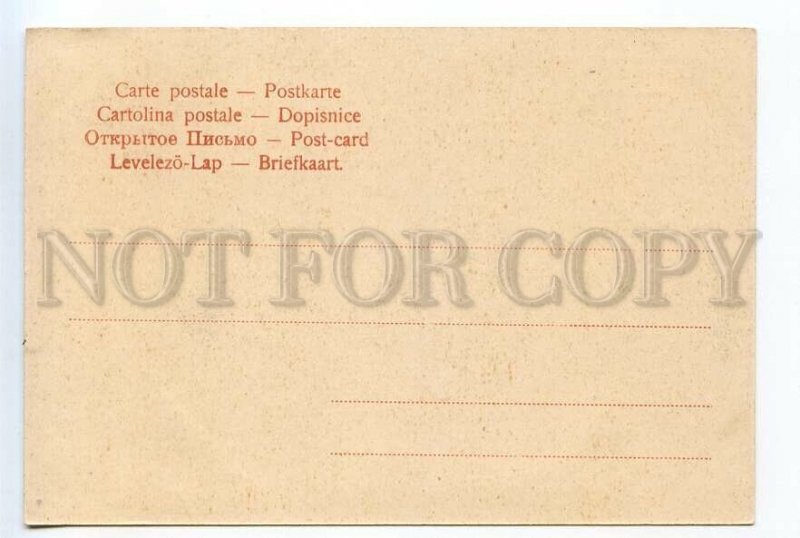 Carte postale — Postkarte
Cartolina postale — Dopisnice
Открытое Письмо — Post-card
Levelezö-Lap — Briefkaart.
NOT FOR COPY